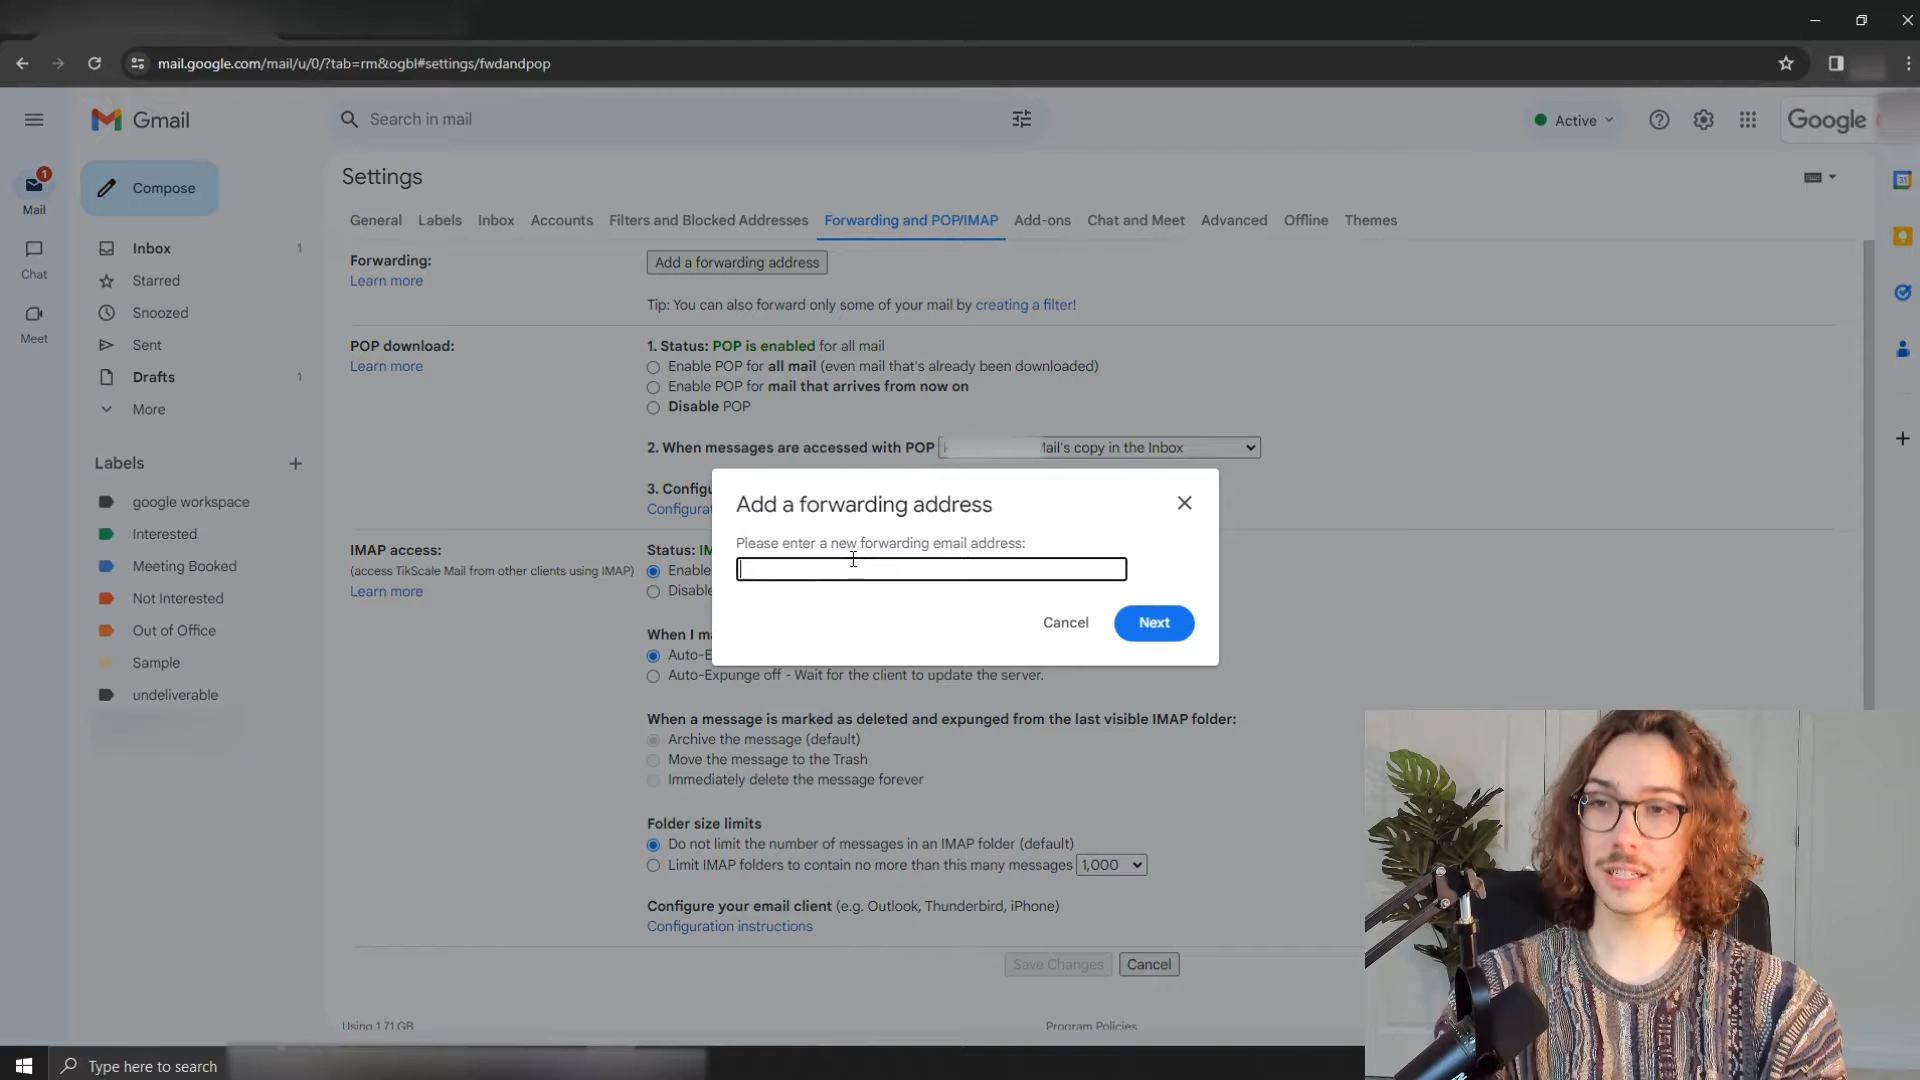 mail.google.com/mail/u/0/?tab=rm&ogbl#settings/fwdandpop
Gmail
Search in mail
Active
Google
1
Mail
Chat
Meet
Compose
Inbox 1
Starred
Snoozed
Sent
Drafts 1
More
Labels
google workspace
Interested
Meeting Booked
Not Interested
Out of Office
Sample
undeliverable
Settings
General Labels Inbox Accounts Filters and Blocked Addresses Forwarding and POP/IMAP Add-ons Chat and Meet Advanced Offline Themes
Forwarding:
Learn more
Add a forwarding address
Tip: You can also forward only some of your mail by creating a filter!
POP download:
Learn more
1. Status: POP is enabled for all mail
Enable POP for all mail (even mail that's already been downloaded)
Enable POP for mail that arrives from now on
Disable POP
2. When messages are accessed with POP
copy in the Inbox
3.
Add a forwarding address
Please enter a new forwarding email address:
Cancel
Next
IMAP access:
(access TikScale Mail from other clients using IMAP)
Learn more
Status:
Enable
When I
Auto-Expunge off - Wait for the client to update the server.
When a message is marked as deleted and expunged from the last visible IMAP folder:
Archive the message (default)
Move the message to the Trash
Immediately delete the message forever
Folder size limits
Do not limit the number of messages in an IMAP folder (default)
Limit IMAP folders to contain no more than this many messages 1,000
Configure your email client (e.g. Outlook, Thunderbird, iPhone)
Configuration instructions
Save Changes Cancel
Using 1.71 GB
Program Policies
31
Type here to search